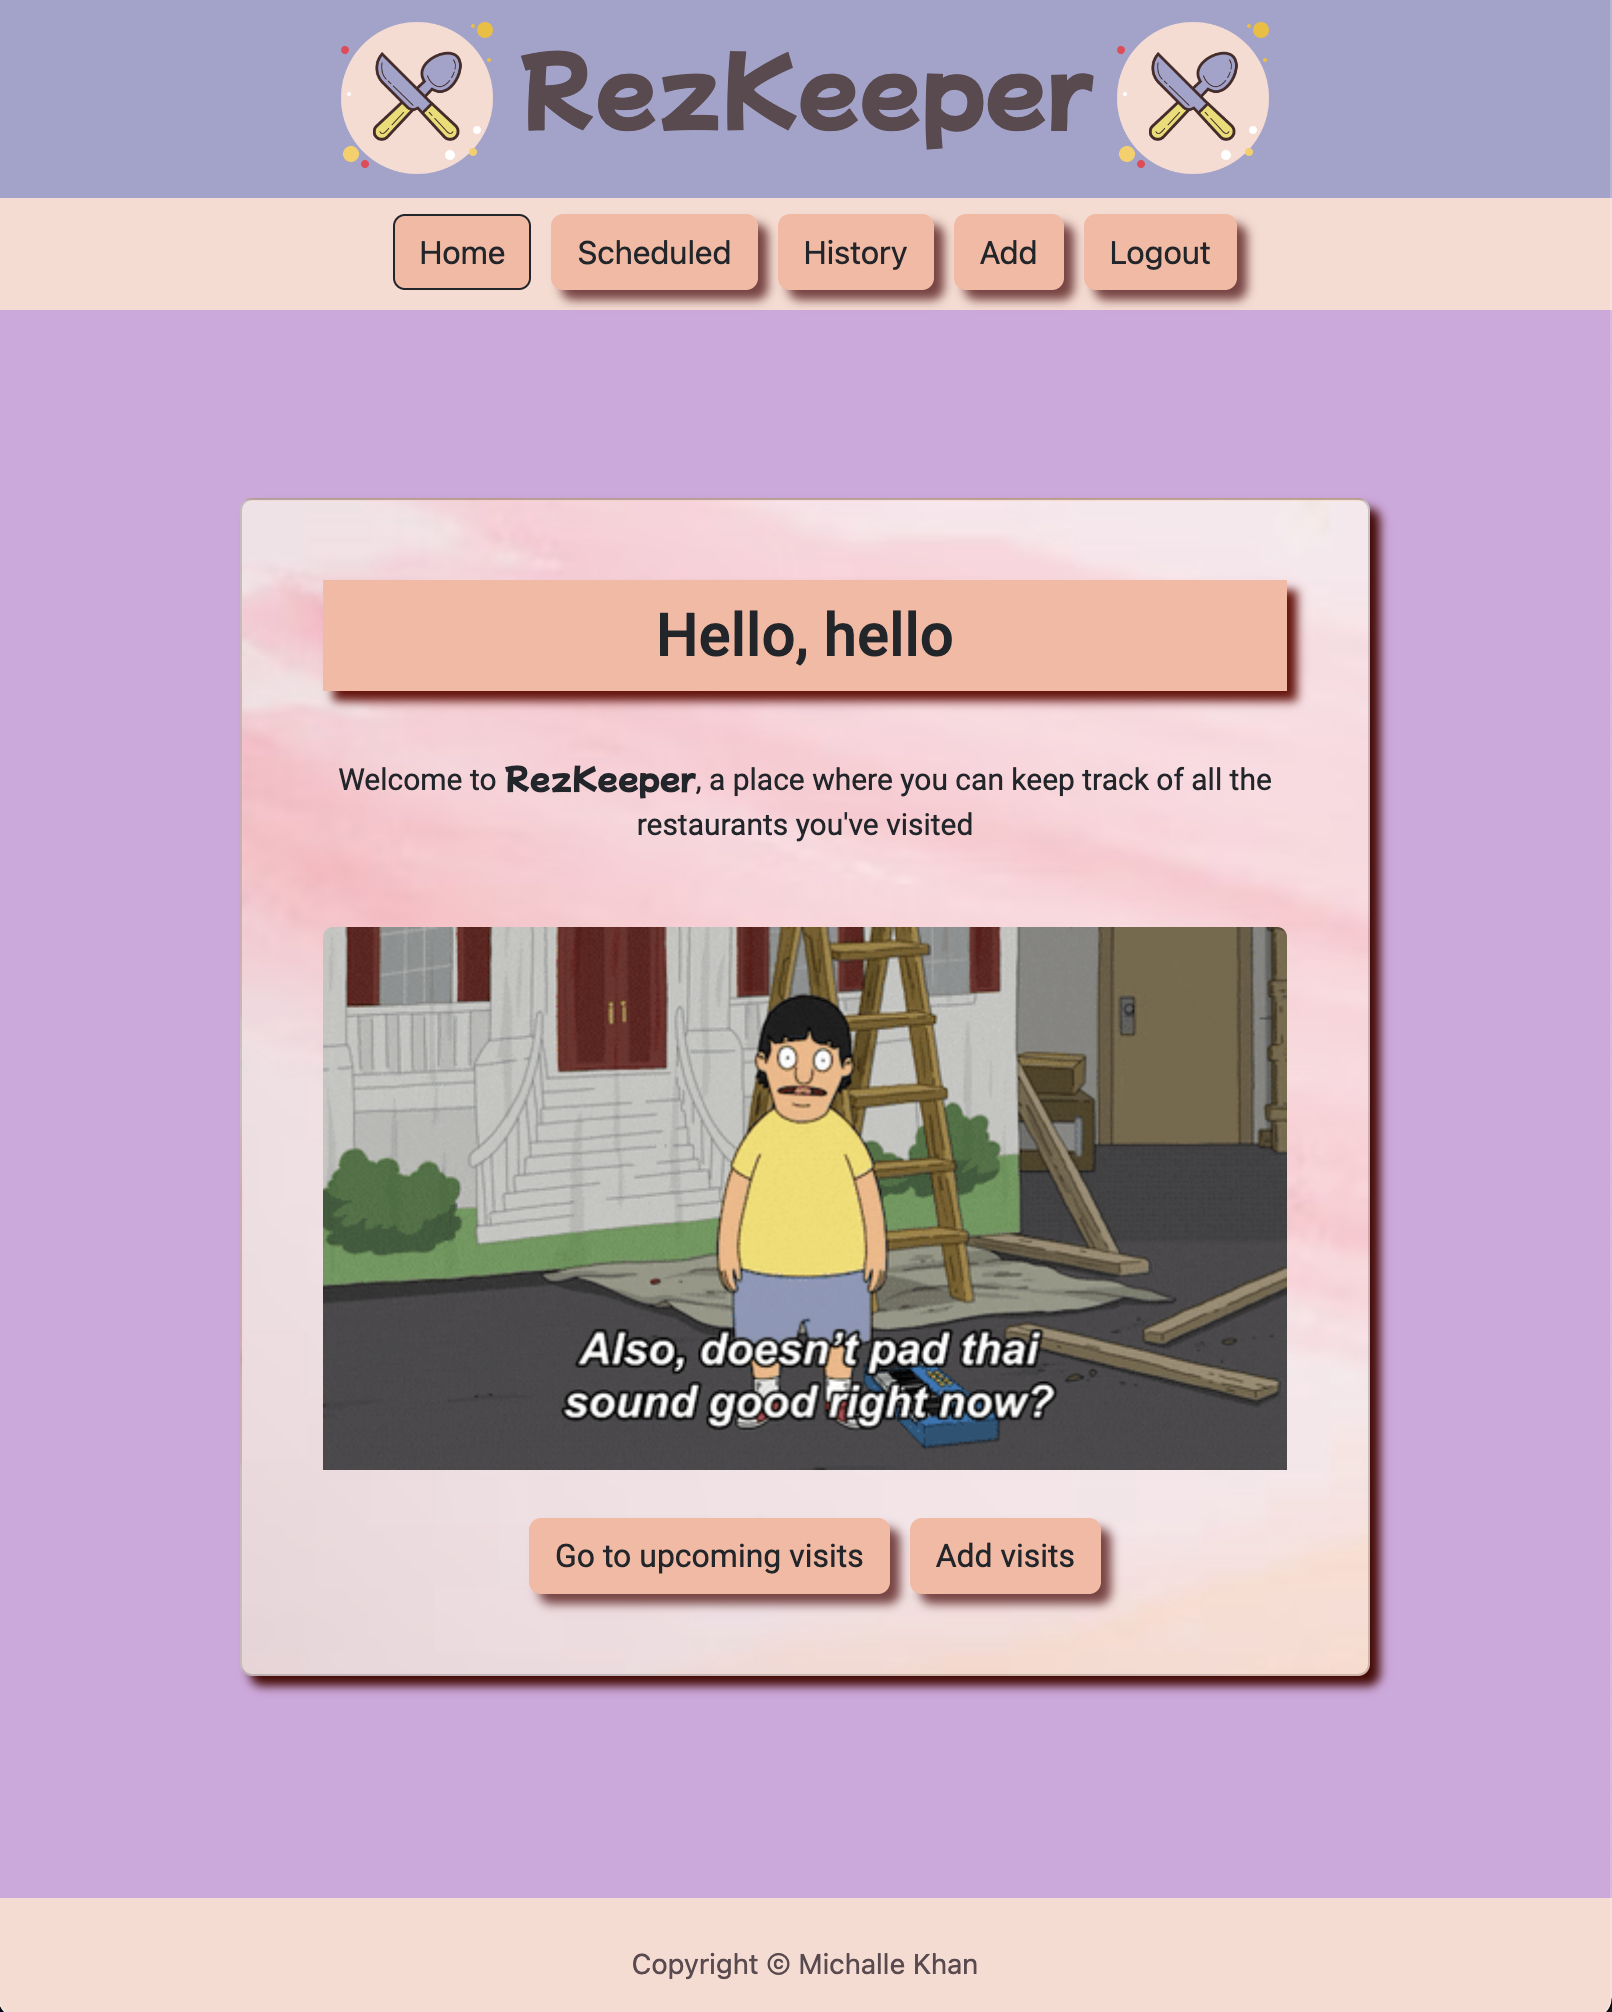 RezKeeper
Home Scheduled History Add Logout
Hello, hello
Welcome to RezKeeper, a place where you can keep track of all the
restaurants you've visited
Also, doesn't pad thai
sound good right now?
Go to upcoming visits Add visits
Copyright © Michalle Khan